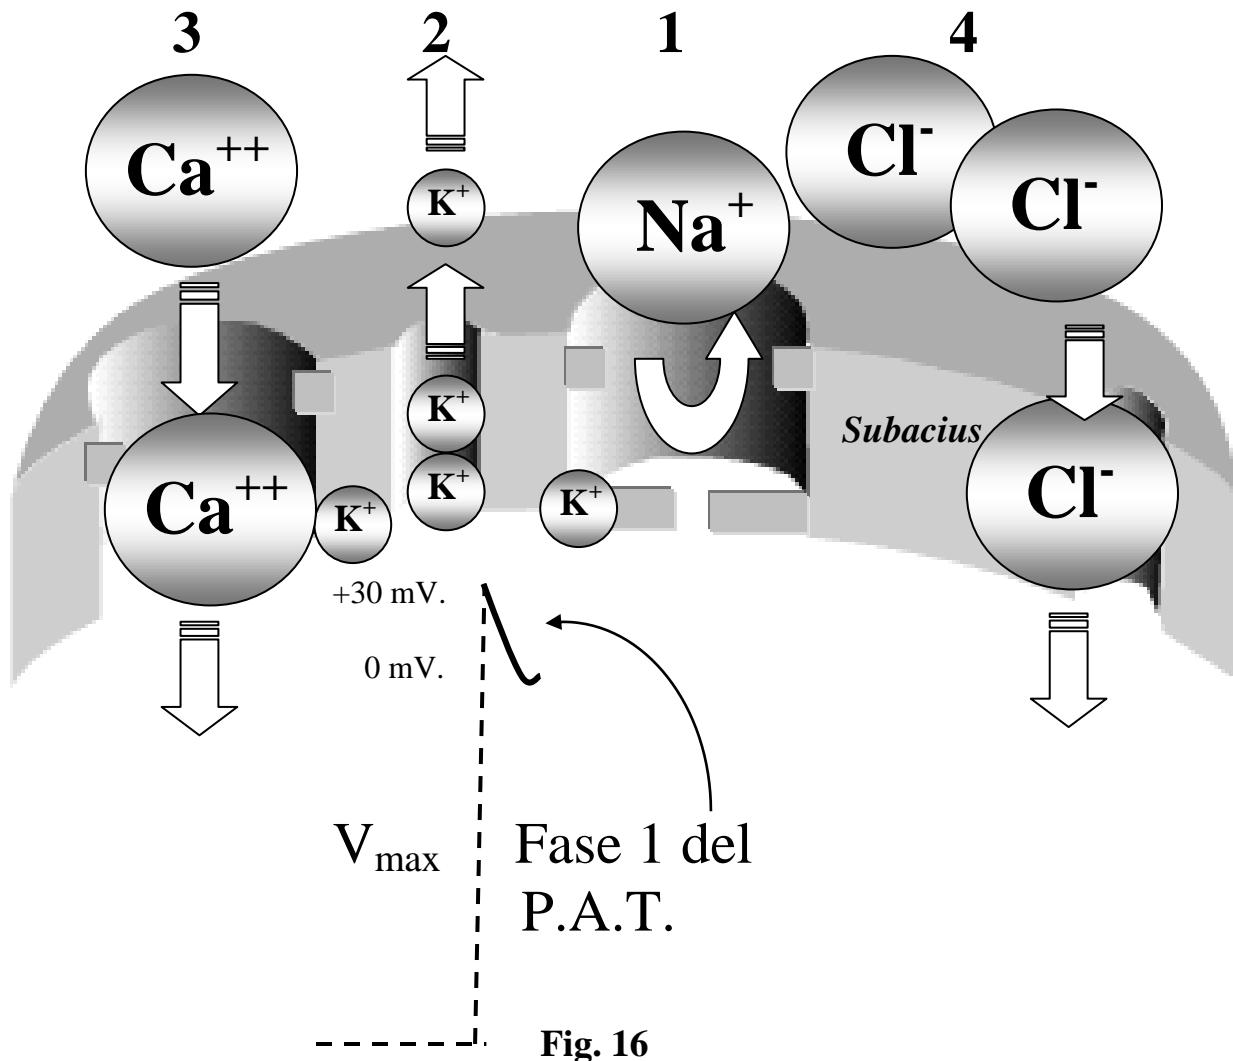 3 2 1 4
Ca++ Cl-
K+ Na+ Cl-
K+
Subacius
Ca++ K+ Cl-
K+ K+
+30 mV.
0 mV.
Vmax
Fase 1 del
P.A.T.
Fig. 16